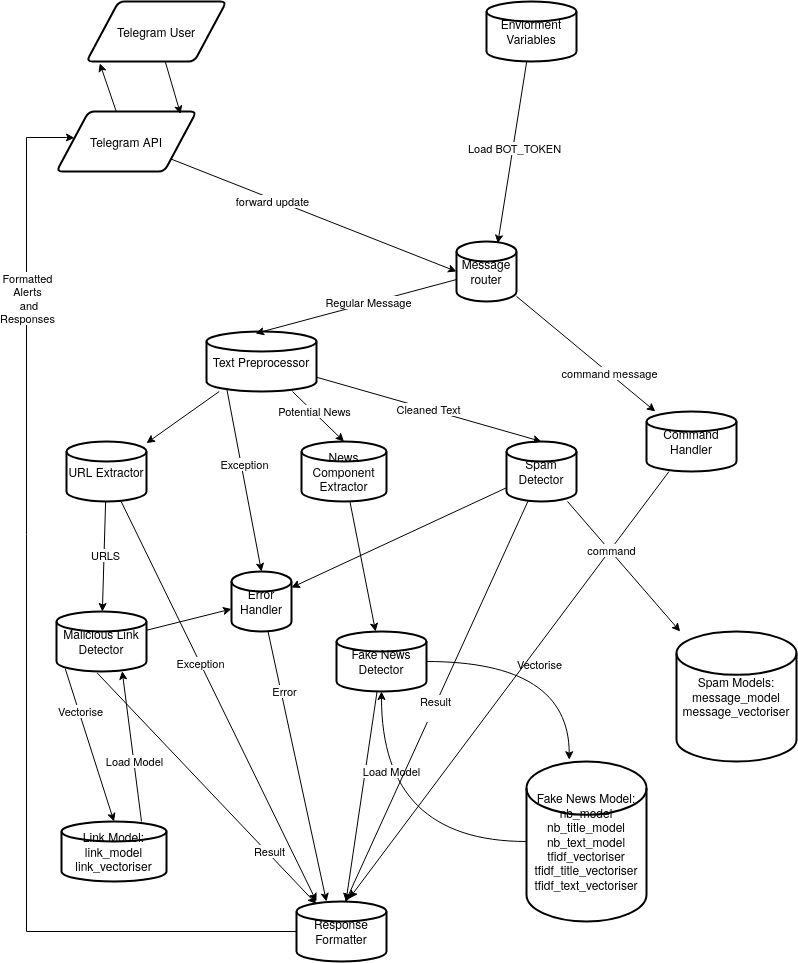 Telegram User
Enviorment
Variables
Telegram API
Load BOT_TOKEN
forward update
Message
router
Formatted
Alerts
and
Responses
Regular Message
Text Preprocessor
command message
Potential News
Cleaned Text
Command
Handler
URL Extractor
Exception
News
Component
Extractor
Spam
Detector
URLS
command
Error
Handler
Malicious Link
Detector
Exception
Fake News
Detector
Vectorise
Error
Spam Models:
message_model
message_vectoriser
Vectorise
Result
Load Model
Load Model
Link Model:
link_model
link_vectoriser
Result
Fake News Model:
nb_model
nb_title_model
nb_text_model
tfidf_vectoriser
tfidf_title_vectoriser
tfidf_text_vectoriser
Response
Formatter